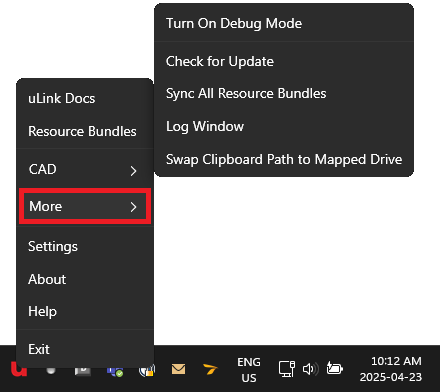 Turn On Debug Mode
Check for Update
Sync All Resource Bundles
Log Window
Swap Clipboard Path to Mapped Drive
uLink Docs
Resource Bundles
CAD
More
Settings
About
Help
Exit
u
ENG
US
10:12 AM
2025-04-23